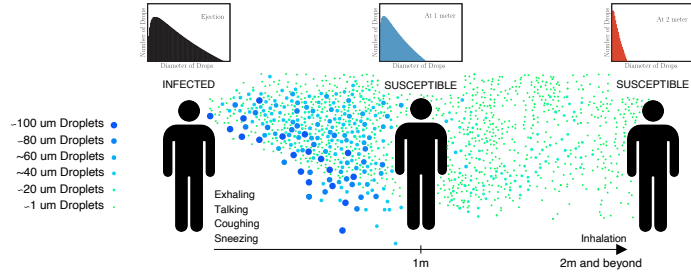 Ejection
Number of Drops
Diameter of Drops
At 1 meter
Number of Drops
Diameter of Drops
At 2 meter
Number of Drops
Diameter of Drops
INFECTED
SUSCEPTIBLE
SUSCEPTIBLE
~100 um Droplets
~80 um Droplets
~60 um Droplets
~40 um Droplets
~20 um Droplets
~1 um Droplets
Exhaling
Talking
Coughing
Sneezing
Inhalation
1m
2m and beyond